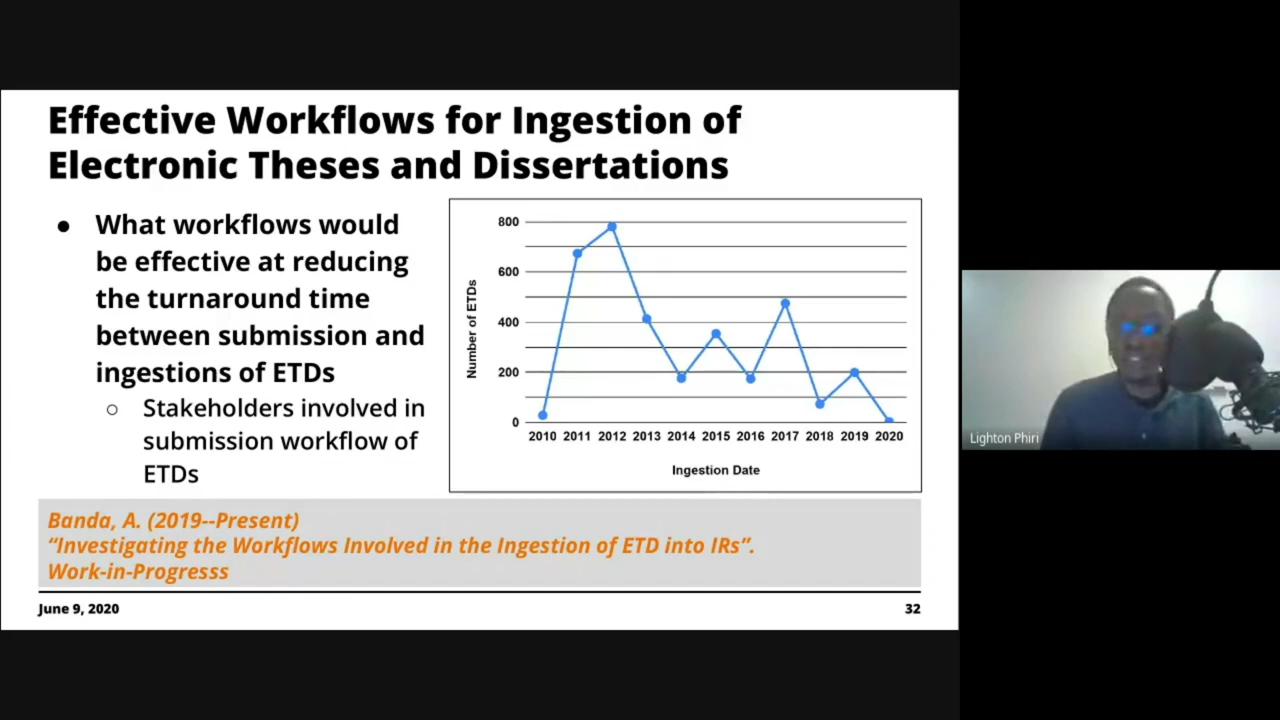 Effective Workflows for Ingestion of
Electronic Theses and Dissertations
● What workflows would
be effective at reducing
the turnaround time
between submission and
ingestions of ETDs
○ Stakeholders involved in
submission workflow of
ETDs
800
600
400
200
0
Number of ETDs
2010 2011 2012 2013 2014 2015 2016 2017 2018 2019 2020
Ingestion Date
Banda, A. (2019--Present)
“Investigating the Workflows Involved in the Ingestion of ETD into IRs”.
Work-in-Progresss
June 9, 2020
32
Lighton Phiri